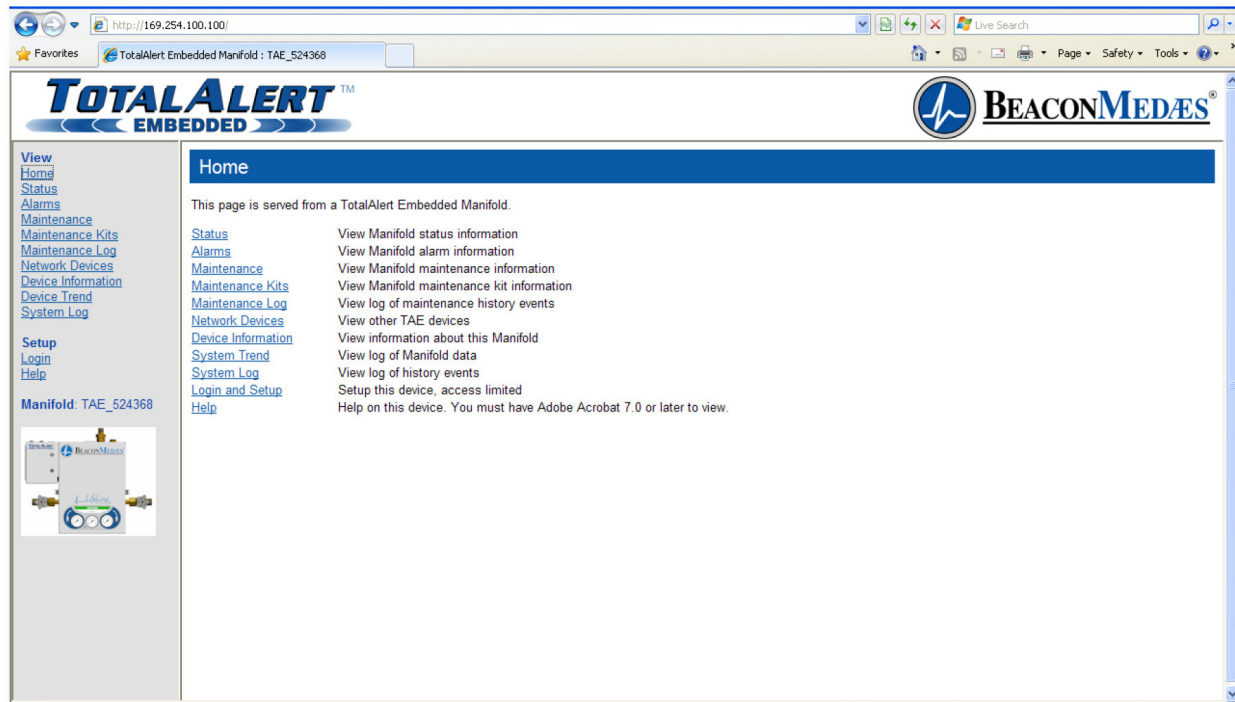 http://169.254.100.100/
Live Search
Favorites
TotalAlert Embedded Manifold : TAE_524368
Page
Safety
Tools
TOTALALERT™
EMBEDDED
BEACONMEDÆS®
View
Home
Status
Alarms
Maintenance
Maintenance Kits
Maintenance Log
Network Devices
Device Information
Device Trend
System Log
Setup
Login
Help
Manifold: TAE_524368
BEACONMEDÆS
Lifeline
Home
This page is served from a TotalAlert Embedded Manifold.
Status View Manifold status information
Alarms View Manifold alarm information
Maintenance View Manifold maintenance information
Maintenance Kits View Manifold maintenance kit information
Maintenance Log View log of maintenance history events
Network Devices View other TAE devices
Device Information View information about this Manifold
System Trend View log of Manifold data
System Log View log of history events
Login and Setup Setup this device, access limited
Help Help on this device. You must have Adobe Acrobat 7.0 or later to view.